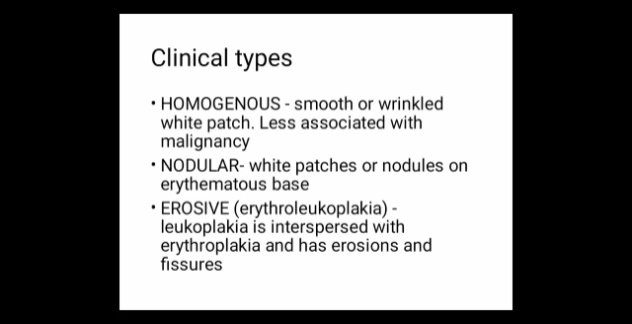 Clinical types
• HOMOGENOUS - smooth or wrinkled
white patch. Less associated with
malignancy
• NODULAR- white patches or nodules on
erythematous base
• EROSIVE (erythroleukoplakia) -
leukoplakia is interspersed with
erythroplakia and has erosions and
fissures